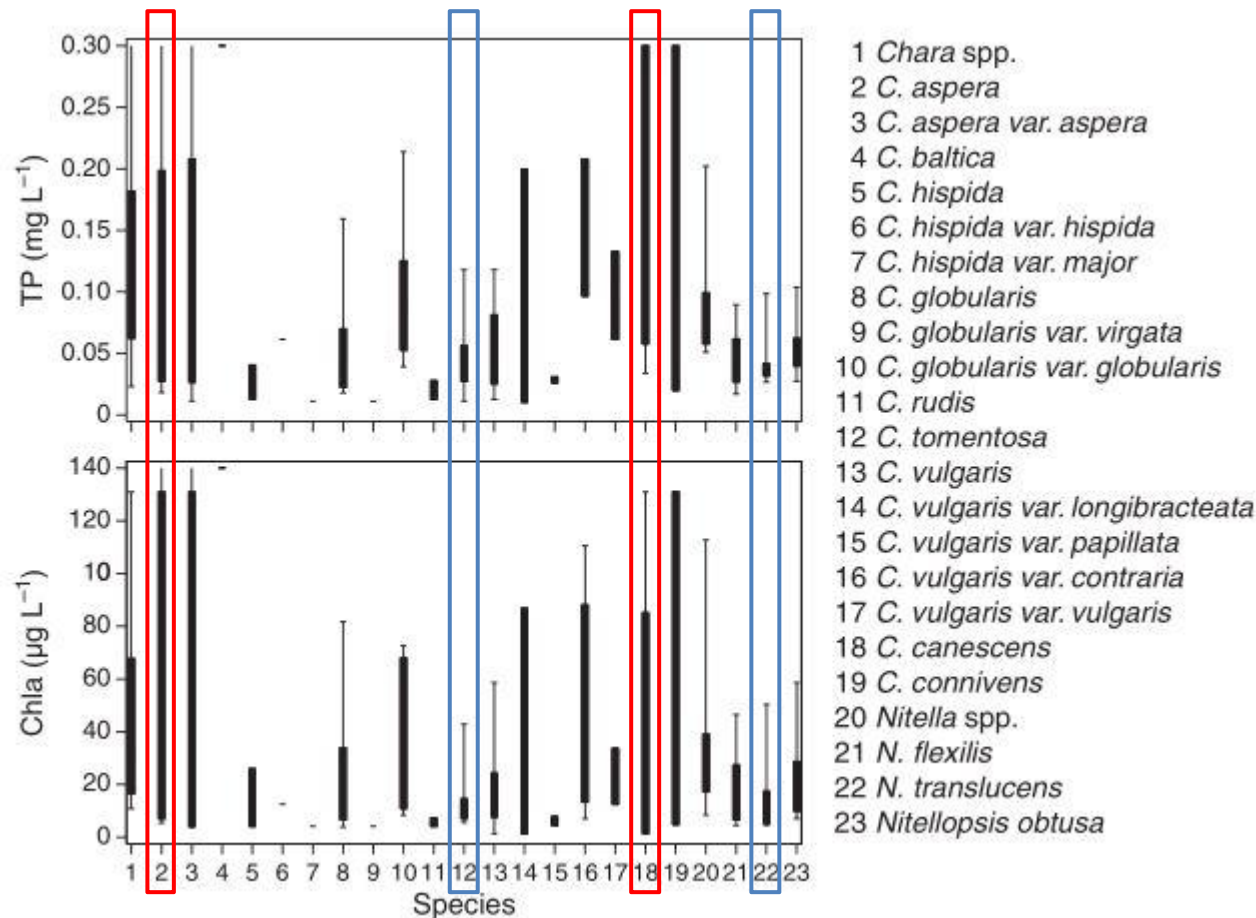 0.30
0.25
0.20
0.15
0.10
0.05
0
TP (mg L⁻¹)
140
120
10
80
60
40
20
0
Chla (µg L⁻¹)
1 2 3 4 5 6 7 8 9 10 11 12 13 14 15 16 17 18 19 20 21 22 23
Species
1 Chara spp.
2 C. aspera
3 C. aspera var. aspera
4 C. baltica
5 C. hispida
6 C. hispida var. hispida
7 C. hispida var. major
8 C. globularis
9 C. globularis var. virgata
10 C. globularis var. globularis
11 C. rudis
12 C. tomentosa
13 C. vulgaris
14 C. vulgaris var. longibracteata
15 C. vulgaris var. papillata
16 C. vulgaris var. contraria
17 C. vulgaris var. vulgaris
18 C. canescens
19 C. connivens
20 Nitella spp.
21 N. flexilis
22 N. translucens
23 Nitellopsis obtusa